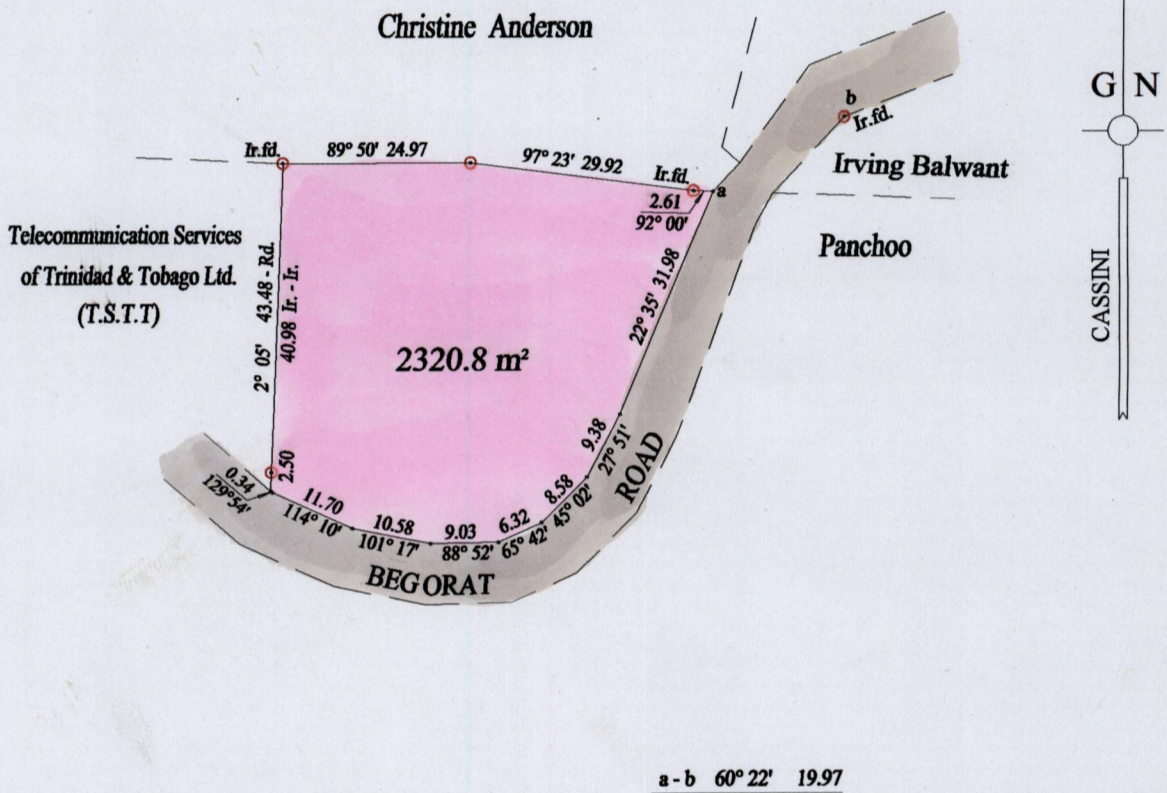 Christine Anderson
G N
b
Ir.fd.
Ir.fd.
89° 50' 24.97
97° 23' 29.92
Ir.fd.
a
2.61
92° 00'
Irving Balwant
Panchoo
Telecommunication Services
of Trinidad & Tobago Ltd.
(T.S.T.T)
2° 05' 43.48 - Rd.
40.98 Ir. - Ir.
22° 35' 31.98
CASSINI
2320.8 m²
2.50
0.34
129°54'
11.70
114° 10'
10.58
101° 17'
9.03
88° 52'
6.32
65° 42'
8.58
45° 02'
9.38
27° 51'
BEGORAT
ROAD
a - b 60° 22' 19.97